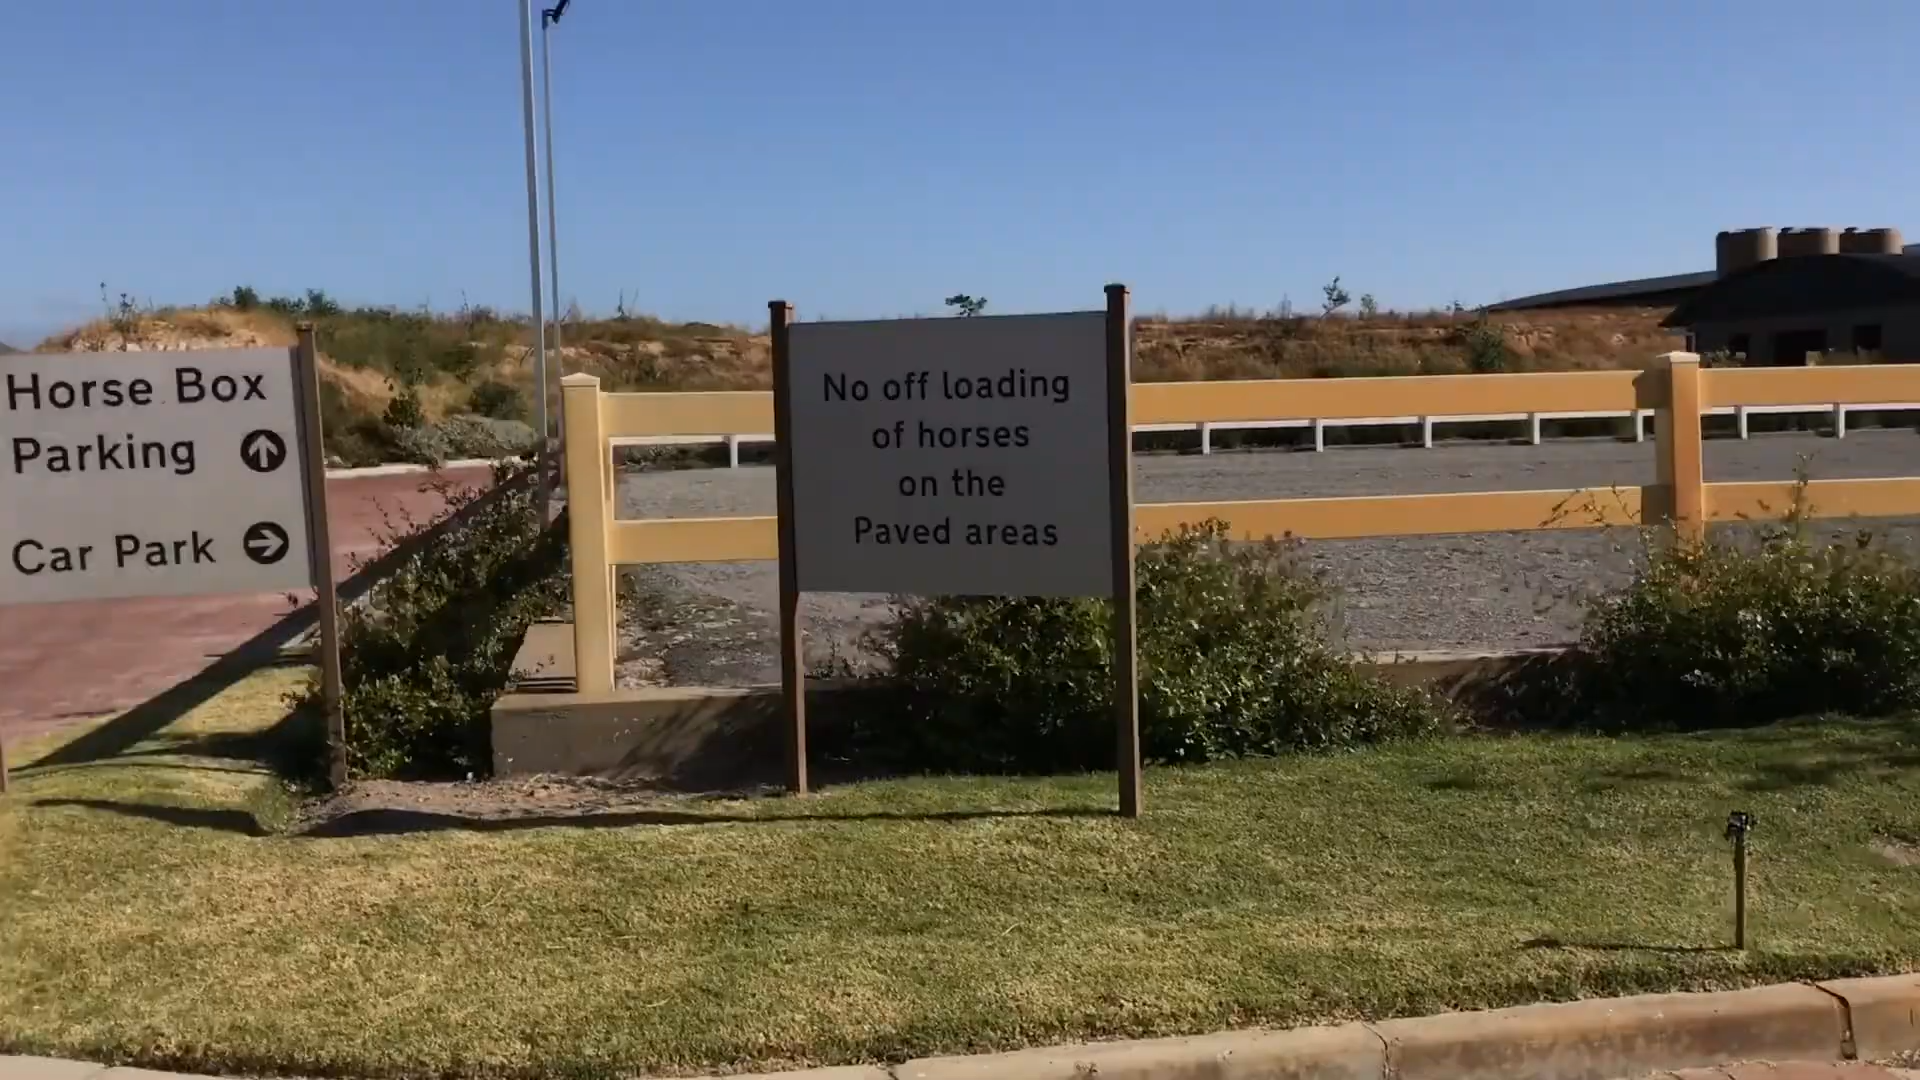 Horse Box
Parking
Car Park
No off loading
of horses
on the
Paved areas